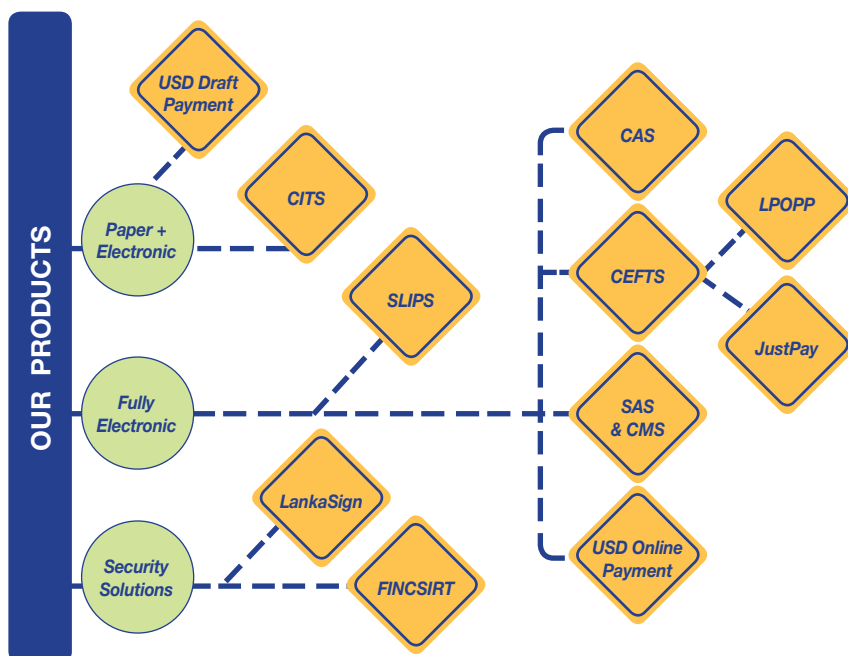 OUR PRODUCTS
USD Draft
Payment
Paper +
Electronic
CITS
SLIPS
Fully
Electronic
CAS
CEFTS
LPOPP
JustPay
SAS
& CMS
USD Online
Payment
Security
Solutions
LankaSign
FINCSIRT